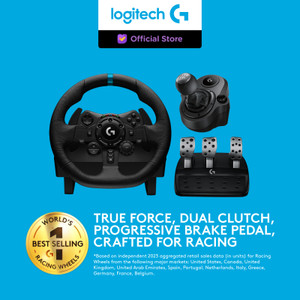 logitech G
Official Store
WORLD'S
1
BEST SELLING
RACING WHEELS
TRUE FORCE, DUAL CLUTCH,
PROGRESSIVE BRAKE PEDAL,
CRAFTED FOR RACING
*Based on independent 2023 aggregated retail sales data (in units) for Racing
Wheels from the following major markets: United States, Canada, United
Kingdom, United Arab Emirates, Spain, Portugal, Netherlands, Italy, Greece,
Germany, France, Belgium.